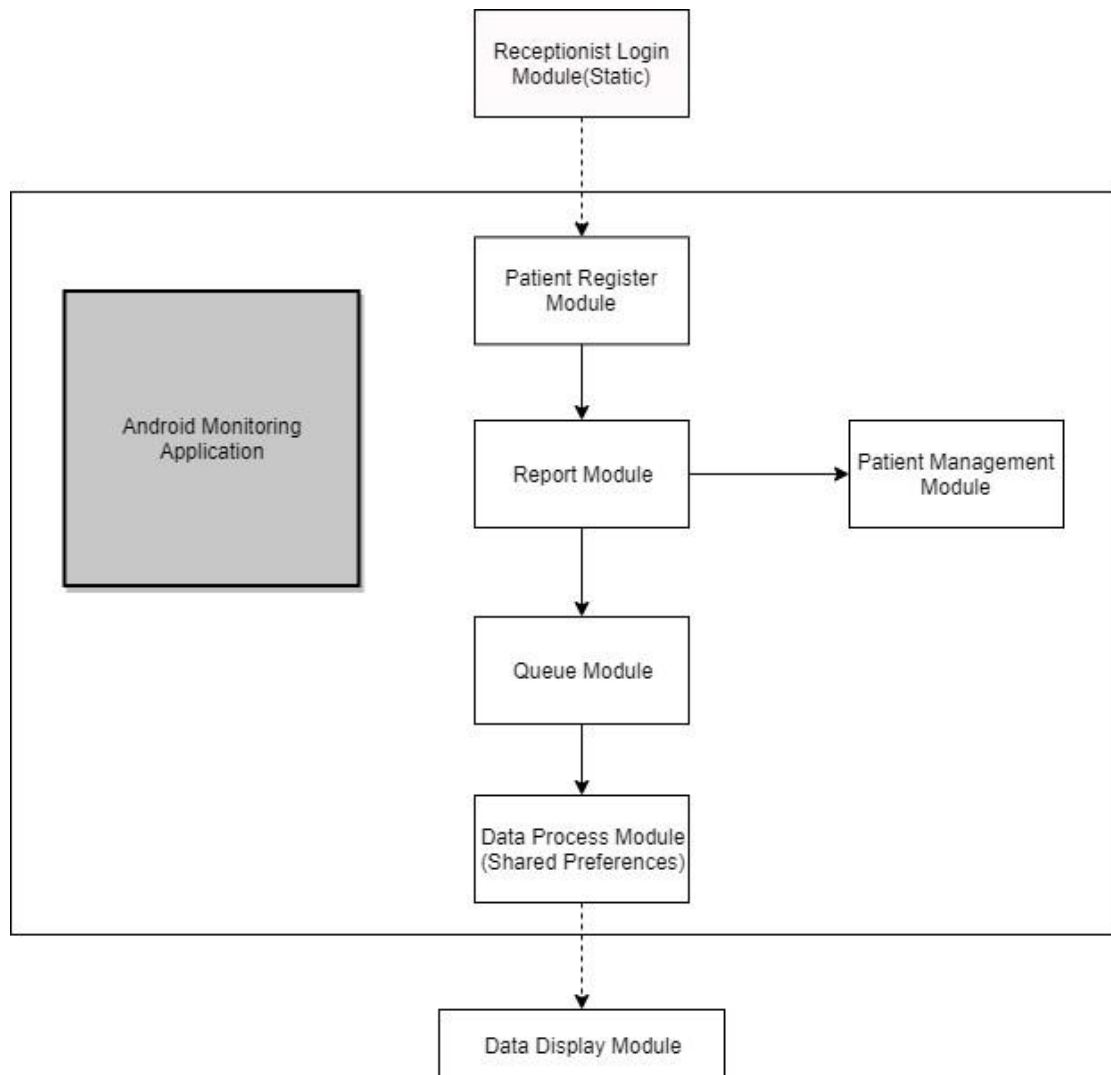 Receptionist Login
Module(Static)
Patient Register
Module
Android Monitoring
Application
Report Module
Patient Management
Module
Queue Module
Data Process Module
(Shared Preferences)
Data Display Module